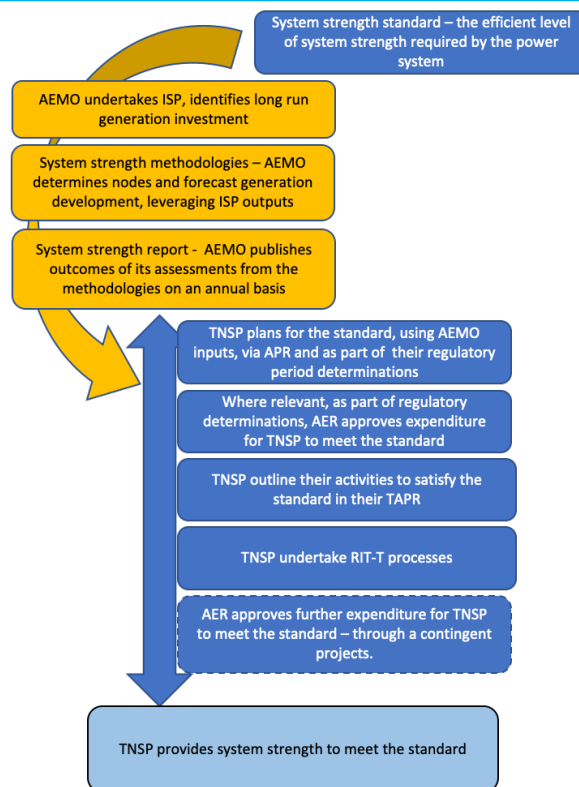 System strength standard – the efficient level
of system strength required by the power
system
AEMO undertakes ISP, identifies long run
generation investment
System strength methodologies – AEMO
determines nodes and forecast generation
development, leveraging ISP outputs
System strength report - AEMO publishes
outcomes of its assessments from the
methodologies on an annual basis
TNSP plans for the standard, using AEMO
inputs, via APR and as part of their regulatory
period determinations
Where relevant, as part of regulatory
determinations, AER approves expenditure
for TNSP to meet the standard
TNSP outline their activities to satisfy the
standard in their TAPR
TNSP undertake RIT-T processes
AER approves further expenditure for TNSP
to meet the standard – through a contingent
projects.
TNSP provides system strength to meet the standard